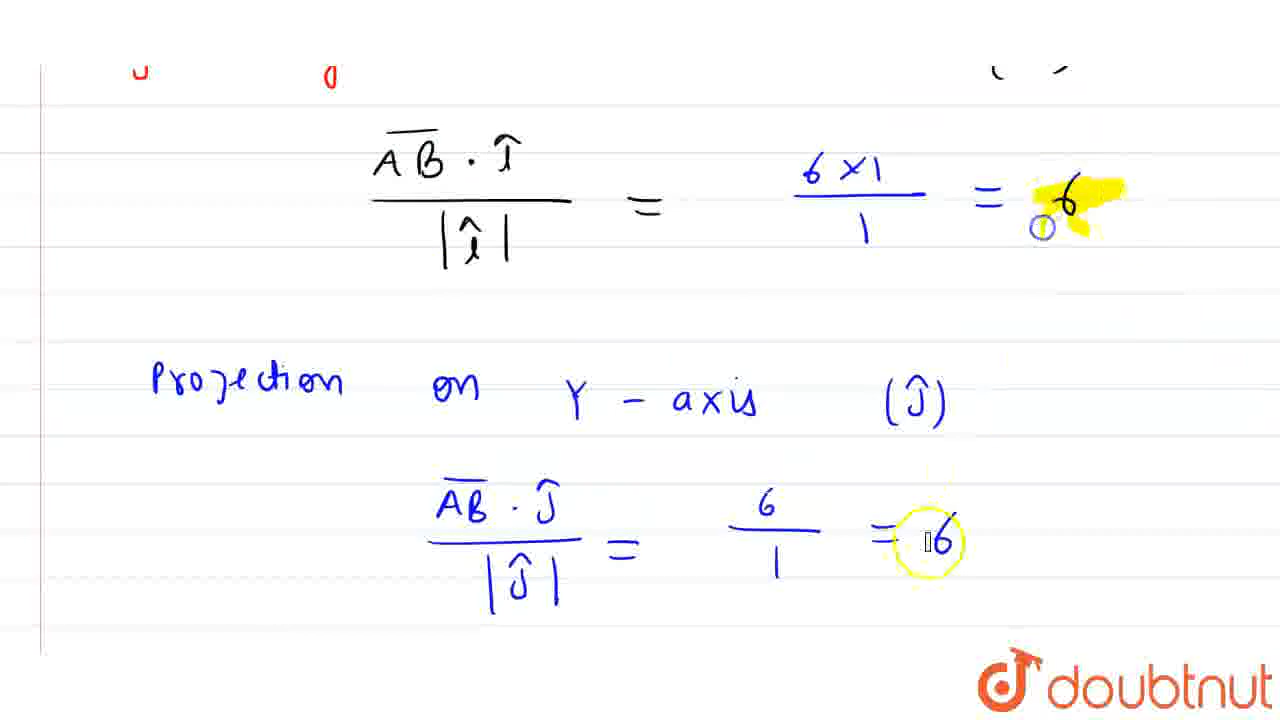 AB · î / |î| = 6 × 1 / 1 = 6
Projection on Y - axis (ĵ)
AB · ĵ / |ĵ| = 6 / 1 = 6
doubtnut